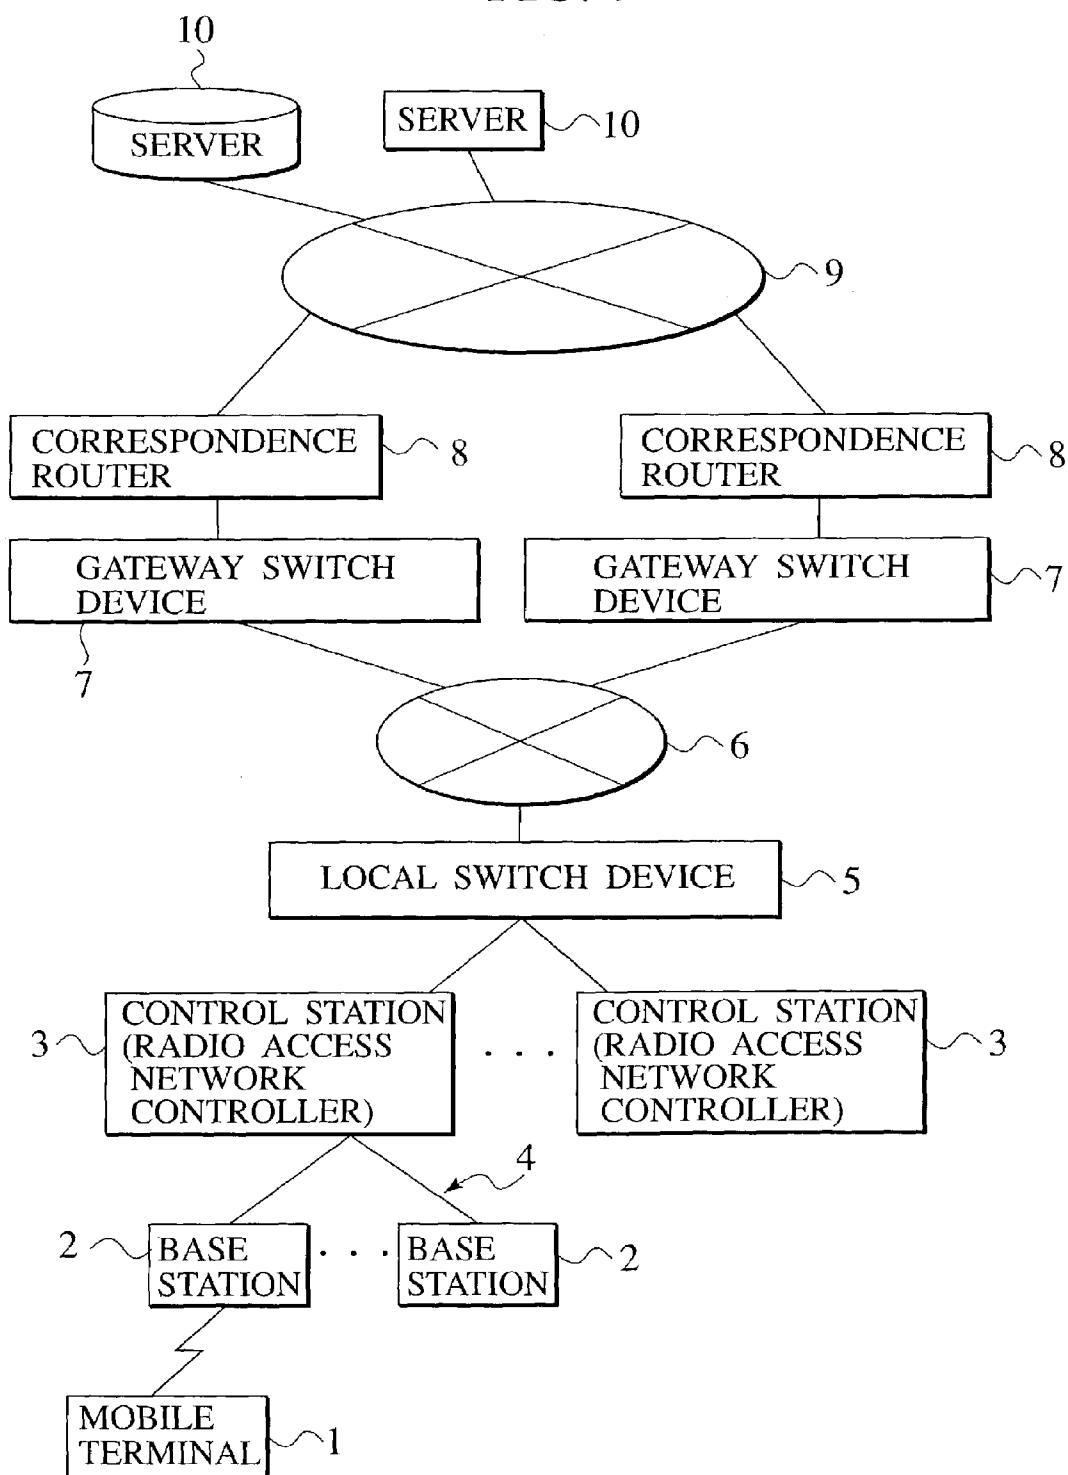 10
SERVER
SERVER
10
9
CORRESPONDENCE
ROUTER
8
CORRESPONDENCE
ROUTER
8
GATEWAY SWITCH
DEVICE
7
GATEWAY SWITCH
DEVICE
7
6
LOCAL SWITCH DEVICE
5
3
CONTROL STATION
(RADIO ACCESS
NETWORK
CONTROLLER)
. . .
CONTROL STATION
(RADIO ACCESS
NETWORK
CONTROLLER)
3
4
2
BASE
STATION
. . .
BASE
STATION
2
MOBILE
TERMINAL
1